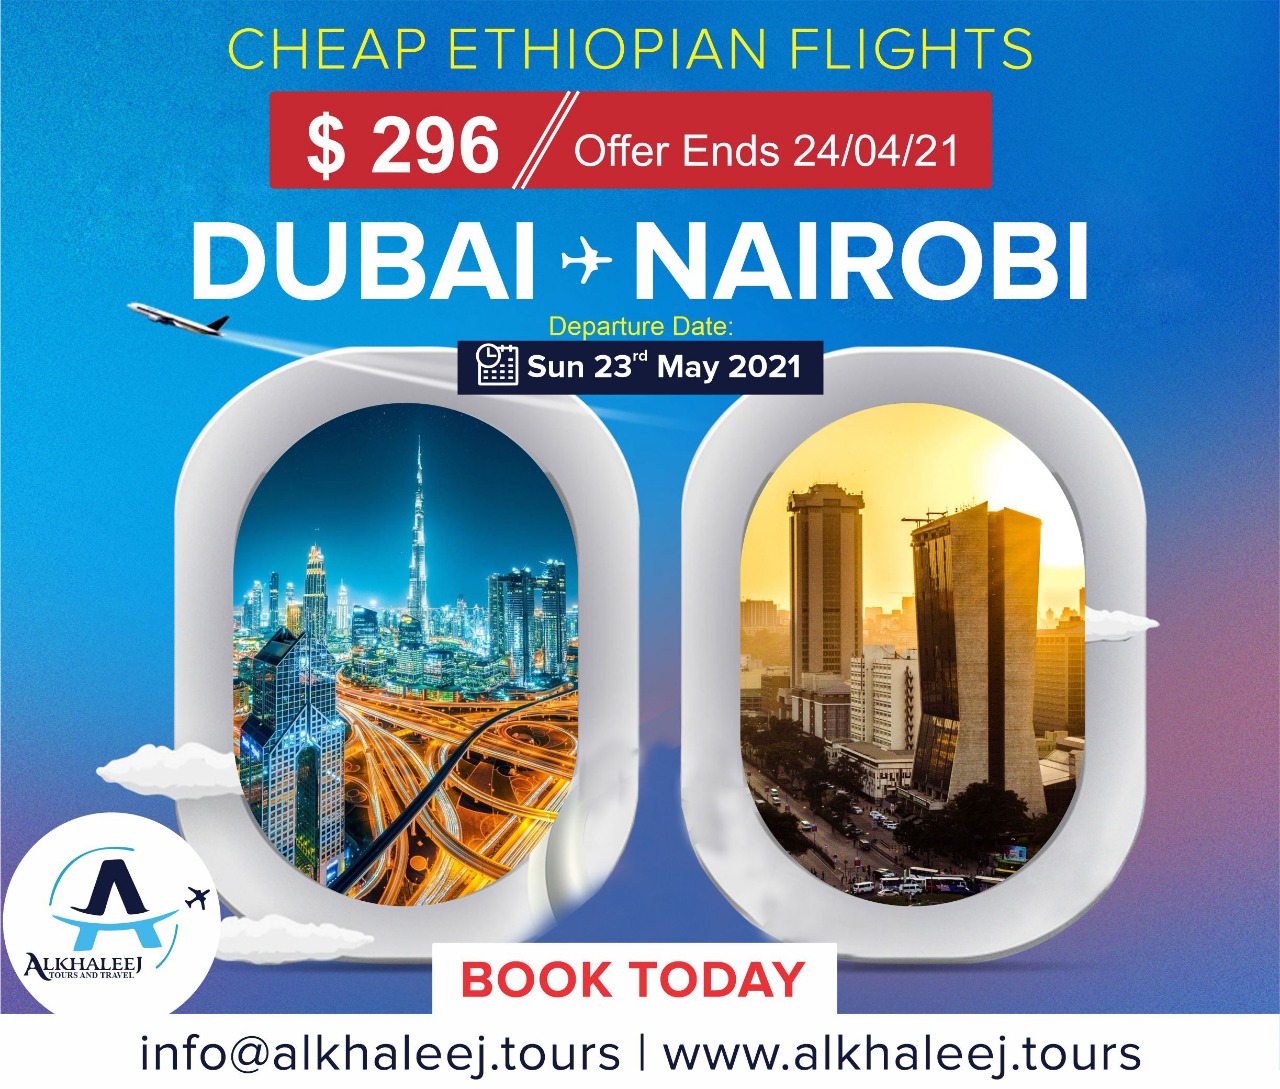 CHEAP ETHIOPIAN FLIGHTS
$ 296 // Offer Ends 24/04/21
DUBAI NAIROBI
Departure Date:
Sun 23rd May 2021
ALKHALEEJ
TOURS AND TRAVEL
BOOK TODAY
info@alkhaleej.tours | www.alkhaleej.tours